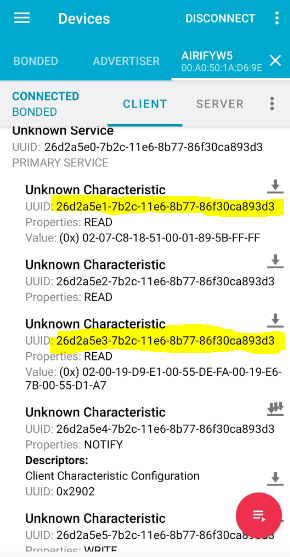 Devices
DISCONNECT
BONDED
ADVERTISER
AIRIFYW5
00:A0:50:1A:D6:9E
CONNECTED
BONDED
CLIENT
SERVER
Unknown Service
UUID: 26d2a5e0-7b2c-11e6-8b77-86f30ca893d3
PRIMARY SERVICE
Unknown Characteristic
UUID: 26d2a5e1-7b2c-11e6-8b77-86f30ca893d3
Properties: READ
Value: (0x) 02-07-C8-18-51-00-01-89-5B-FF-FF
Unknown Characteristic
UUID: 26d2a5e2-7b2c-11e6-8b77-86f30ca893d3
Properties: READ
Unknown Characteristic
UUID: 26d2a5e3-7b2c-11e6-8b77-86f30ca893d3
Properties: READ
Value: (0x) 02-00-19-D9-E1-00-55-DE-FA-00-19-E6-
7B-00-55-D1-A7
Unknown Characteristic
UUID: 26d2a5e4-7b2c-11e6-8b77-86f30ca893d3
Properties: NOTIFY
Descriptors:
Client Characteristic Configuration
UUID: 0x2902
Unknown Characteristic
UUID: 26d2a5e5-7b2c-11e6-8b77-86f30ca893d3
Properties: WRITE